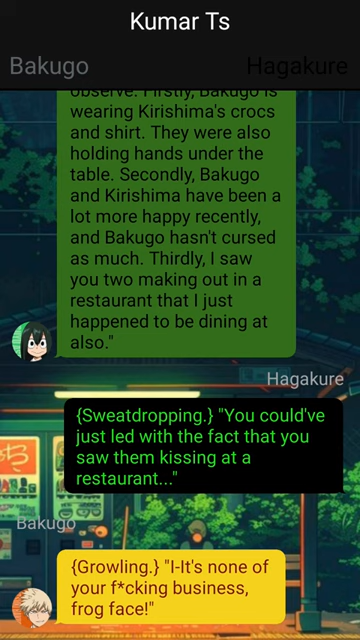 Kumar Ts
Bakugo
Hagakure
observe. Firstly, Bakugo is
wearing Kirishima's crocs
and shirt. They were also
holding hands under the
table. Secondly, Bakugo
and Kirishima have been a
lot more happy recently,
and Bakugo hasn't cursed
as much. Thirdly, I saw
you two making out in a
restaurant that I just
happened to be dining at
also."
Hagakure
{Sweatdropping.} "You could've
just led with the fact that you
saw them kissing at a
restaurant..."
Bakugo
{Growling.} "I-It's none of
your f*cking business,
frog face!"